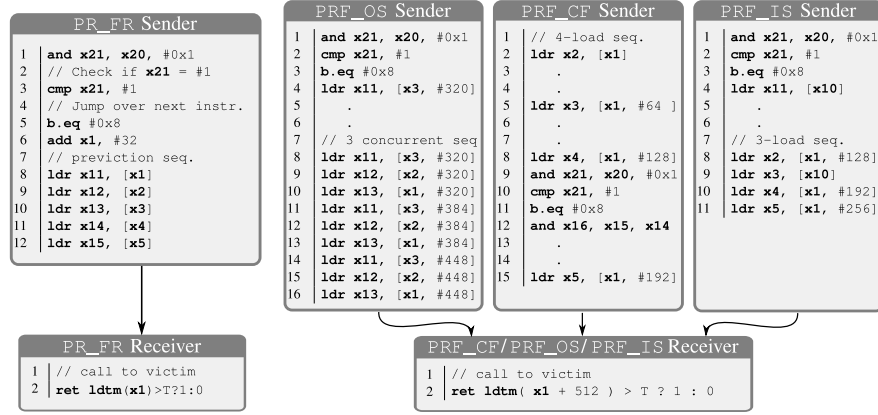 PR_FR Sender
1 and x21, x20, #0x1
2 // Check if x21 = #1
3 cmp x21, #1
4 // Jump over next instr.
5 b.eq #0x8
6 add x1, #32
7 // previction seq.
8 ldr x11, [x1]
9 ldr x12, [x2]
10 ldr x13, [x3]
11 ldr x14, [x4]
12 ldr x15, [x5]
PRF_OS Sender
1 and x21, x20, #0x1
2 cmp x21, #1
3 b.eq #0x8
4 ldr x11, [x3, #320]
5 .
6 .
7 // 3 concurrent seq
8 ldr x11, [x3, #320]
9 ldr x12, [x2, #320]
10 ldr x13, [x1, #320]
11 ldr x11, [x3, #384]
12 ldr x12, [x2, #384]
13 ldr x13, [x1, #384]
14 ldr x11, [x3, #448]
15 ldr x12, [x2, #448]
16 ldr x13, [x1, #448]
PRF_CF Sender
1 // 4-load seq.
2 ldr x2, [x1]
3 .
4 .
5 ldr x3, [x1, #64 ]
6 .
7 .
8 ldr x4, [x1, #128]
9 and x21, x20, #0x1
10 cmp x21, #1
11 b.eq #0x8
12 and x16, x15, x14
13 .
14 .
15 ldr x5, [x1, #192]
PRF_IS Sender
1 and x21, x20, #0x1
2 cmp x21, #1
3 b.eq #0x8
4 ldr x11, [x10]
5 .
6 .
7 // 3-load seq.
8 ldr x2, [x1, #128]
9 ldr x3, [x10]
10 ldr x4, [x1, #192]
11 ldr x5, [x1, #256]
PR_FR Receiver
1 // call to victim
2 ret ldtm(x1)>T?1:0
PRF_CF/PRF_OS/PRF_IS Receiver
1 // call to victim
2 ret ldtm( x1 + 512 ) > T ? 1 : 0